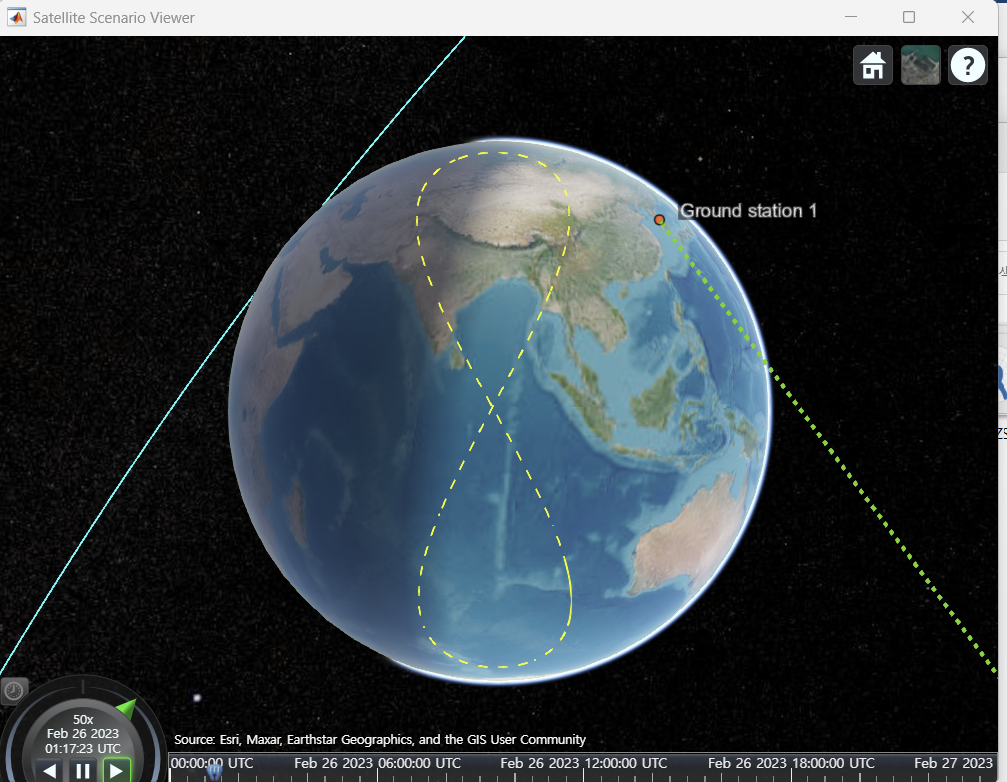 Satellite Scenario Viewer
?
Ground station 1
50x
Feb 26 2023
01:17:23 UTC
Source: Esri, Maxar, Earthstar Geographics, and the GIS User Community
00:00:00 UTC Feb 26 2023 06:00:00 UTC Feb 26 2023 12:00:00 UTC Feb 26 2023 18:00:00 UTC Feb 27 2023